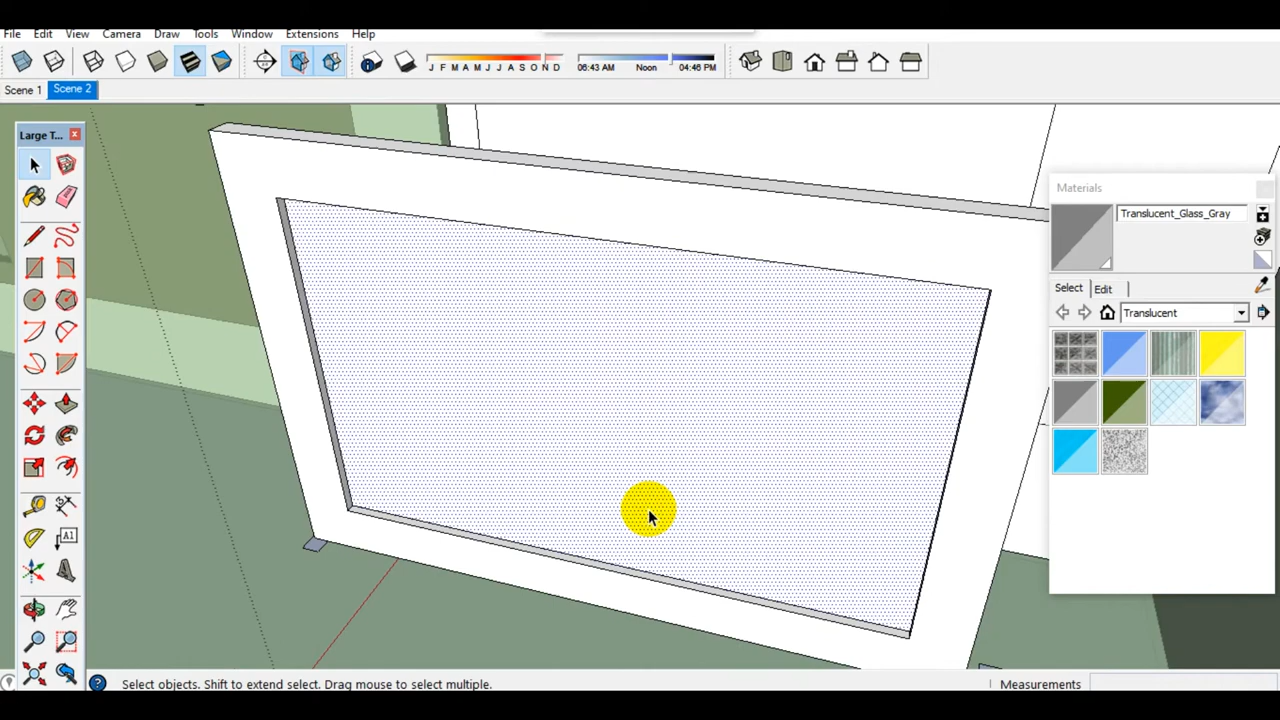 File Edit View Camera Draw Tools Window Extensions Help
J F M A M J J A S O N D 06:43 AM Noon 04:46 PM
Scene 1 Scene 2
Large T...
Materials
Translucent_Glass_Gray
Select Edit
Translucent
A1
Select objects. Shift to extend select. Drag mouse to select multiple.
Measurements